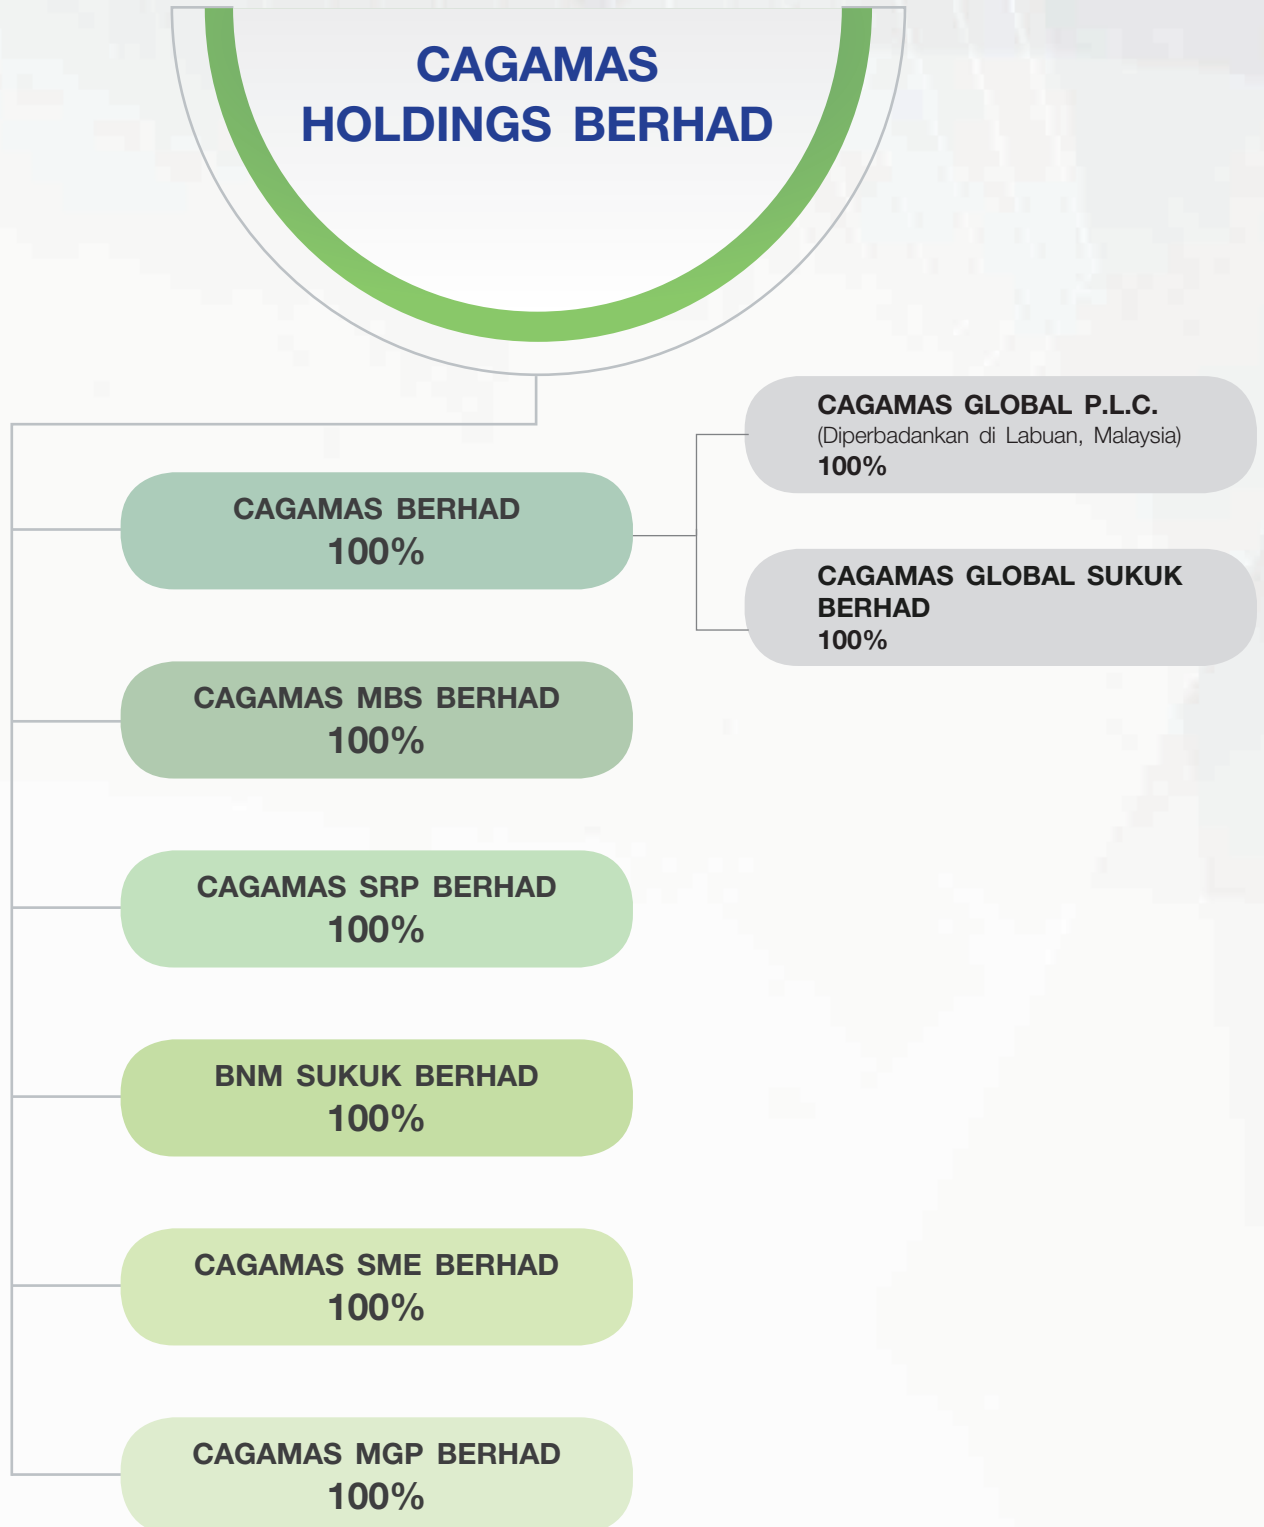 CAGAMAS
HOLDINGS BERHAD
CAGAMAS GLOBAL P.L.C.
(Diperbadankan di Labuan, Malaysia)
100%
CAGAMAS BERHAD
100%
CAGAMAS GLOBAL SUKUK
BERHAD
100%
CAGAMAS MBS BERHAD
100%
CAGAMAS SRP BERHAD
100%
BNM SUKUK BERHAD
100%
CAGAMAS SME BERHAD
100%
CAGAMAS MGP BERHAD
100%